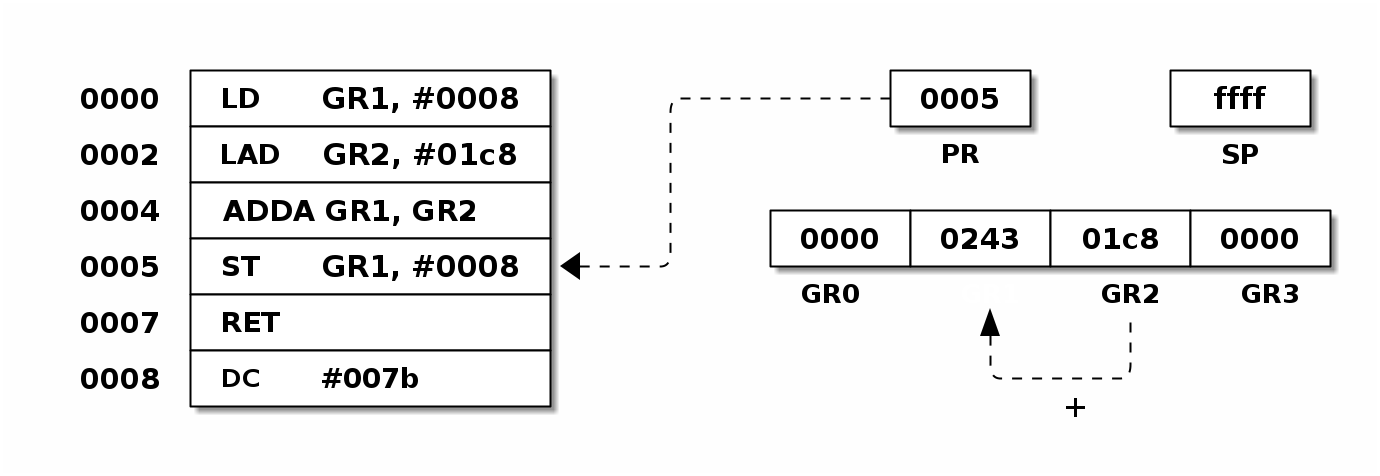 0000 LD GR1, #0008
0002 LAD GR2, #01c8
0004 ADDA GR1, GR2
0005 ST GR1, #0008
0007 RET
0008 DC #007b
0005 ffff
PR SP
0000 0243 01c8 0000
GR0 GR2 GR3
+